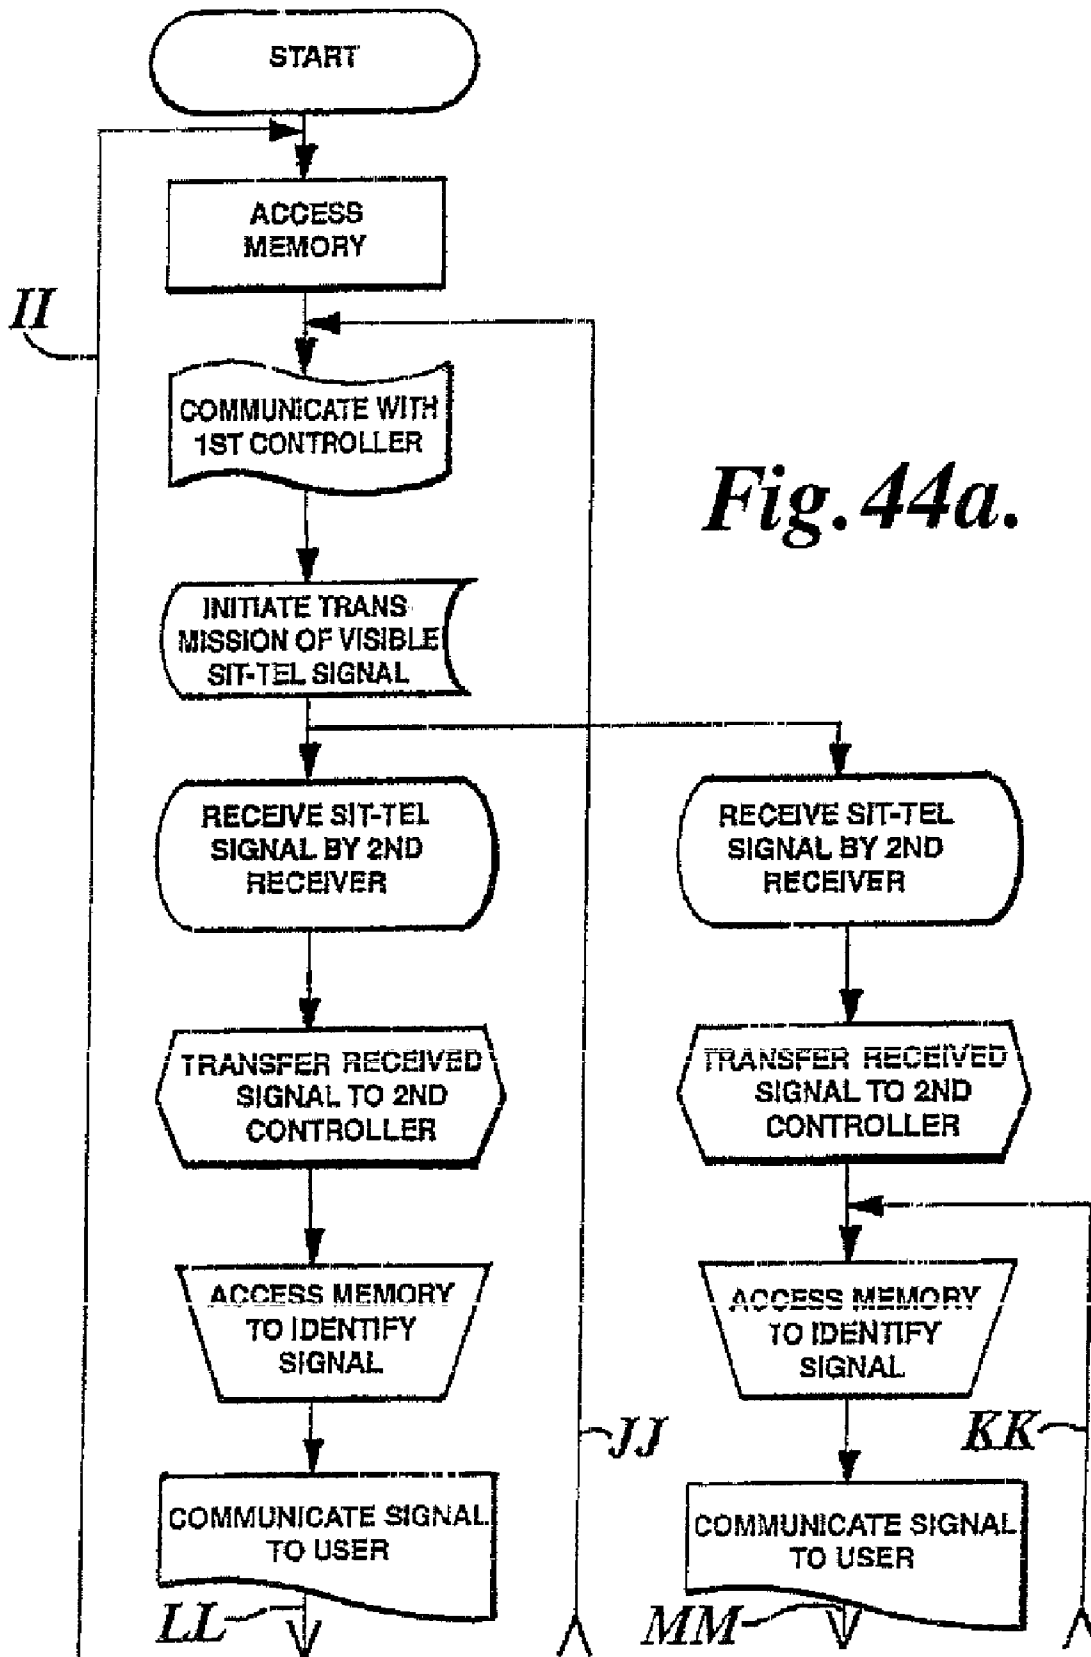 START
ACCESS
MEMORY
II
COMMUNICATE WITH
1ST CONTROLLER
Fig. 44a.
INITIATE TRANS
MISSION OF VISIBLE
SIT-TEL SIGNAL
RECEIVE SIT-TEL
SIGNAL BY 2ND
RECEIVER
RECEIVE SIT-TEL
SIGNAL BY 2ND
RECEIVER
TRANSFER RECEIVED
SIGNAL TO 2ND
CONTROLLER
TRANSFER RECEIVED
SIGNAL TO 2ND
CONTROLLER
ACCESS MEMORY
TO IDENTIFY
SIGNAL
ACCESS MEMORY
TO IDENTIFY
SIGNAL
JJ
KK
COMMUNICATE SIGNAL
TO USER
COMMUNICATE SIGNAL
TO USER
LL
MM